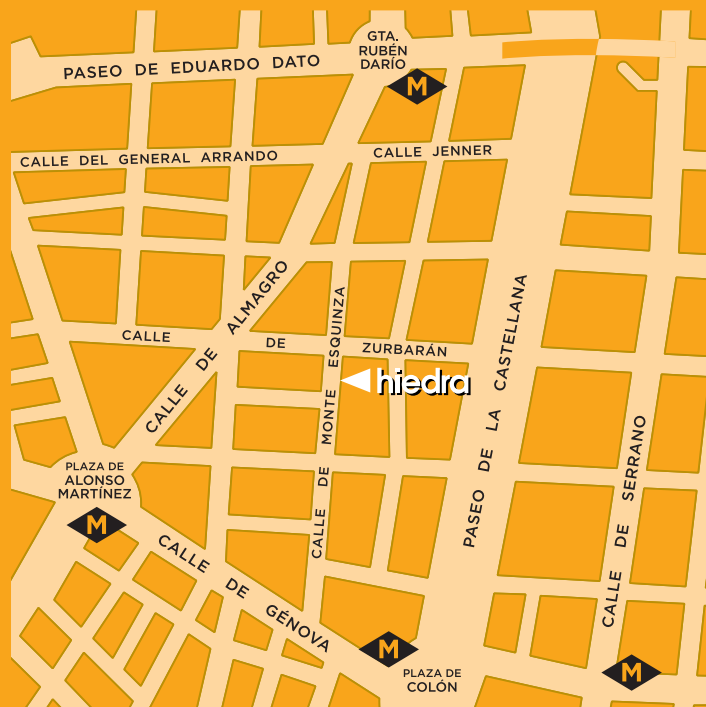 GTA.
RUBÉN
DARÍO
M
PASEO DE EDUARDO DATO
CALLE DEL GENERAL ARRANDO
CALLE JENNER
CALLE DE ALMAGRO
CALLE DE ZURBARÁN
CALLE DE MONTE ESQUINZA
hiedra
PASEO DE LA CASTELLANA
CALLE DE SERRANO
PLAZA DE
ALONSO
MARTÍNEZ
M
CALLE DE GÉNOVA
M
PLAZA DE
COLÓN
M